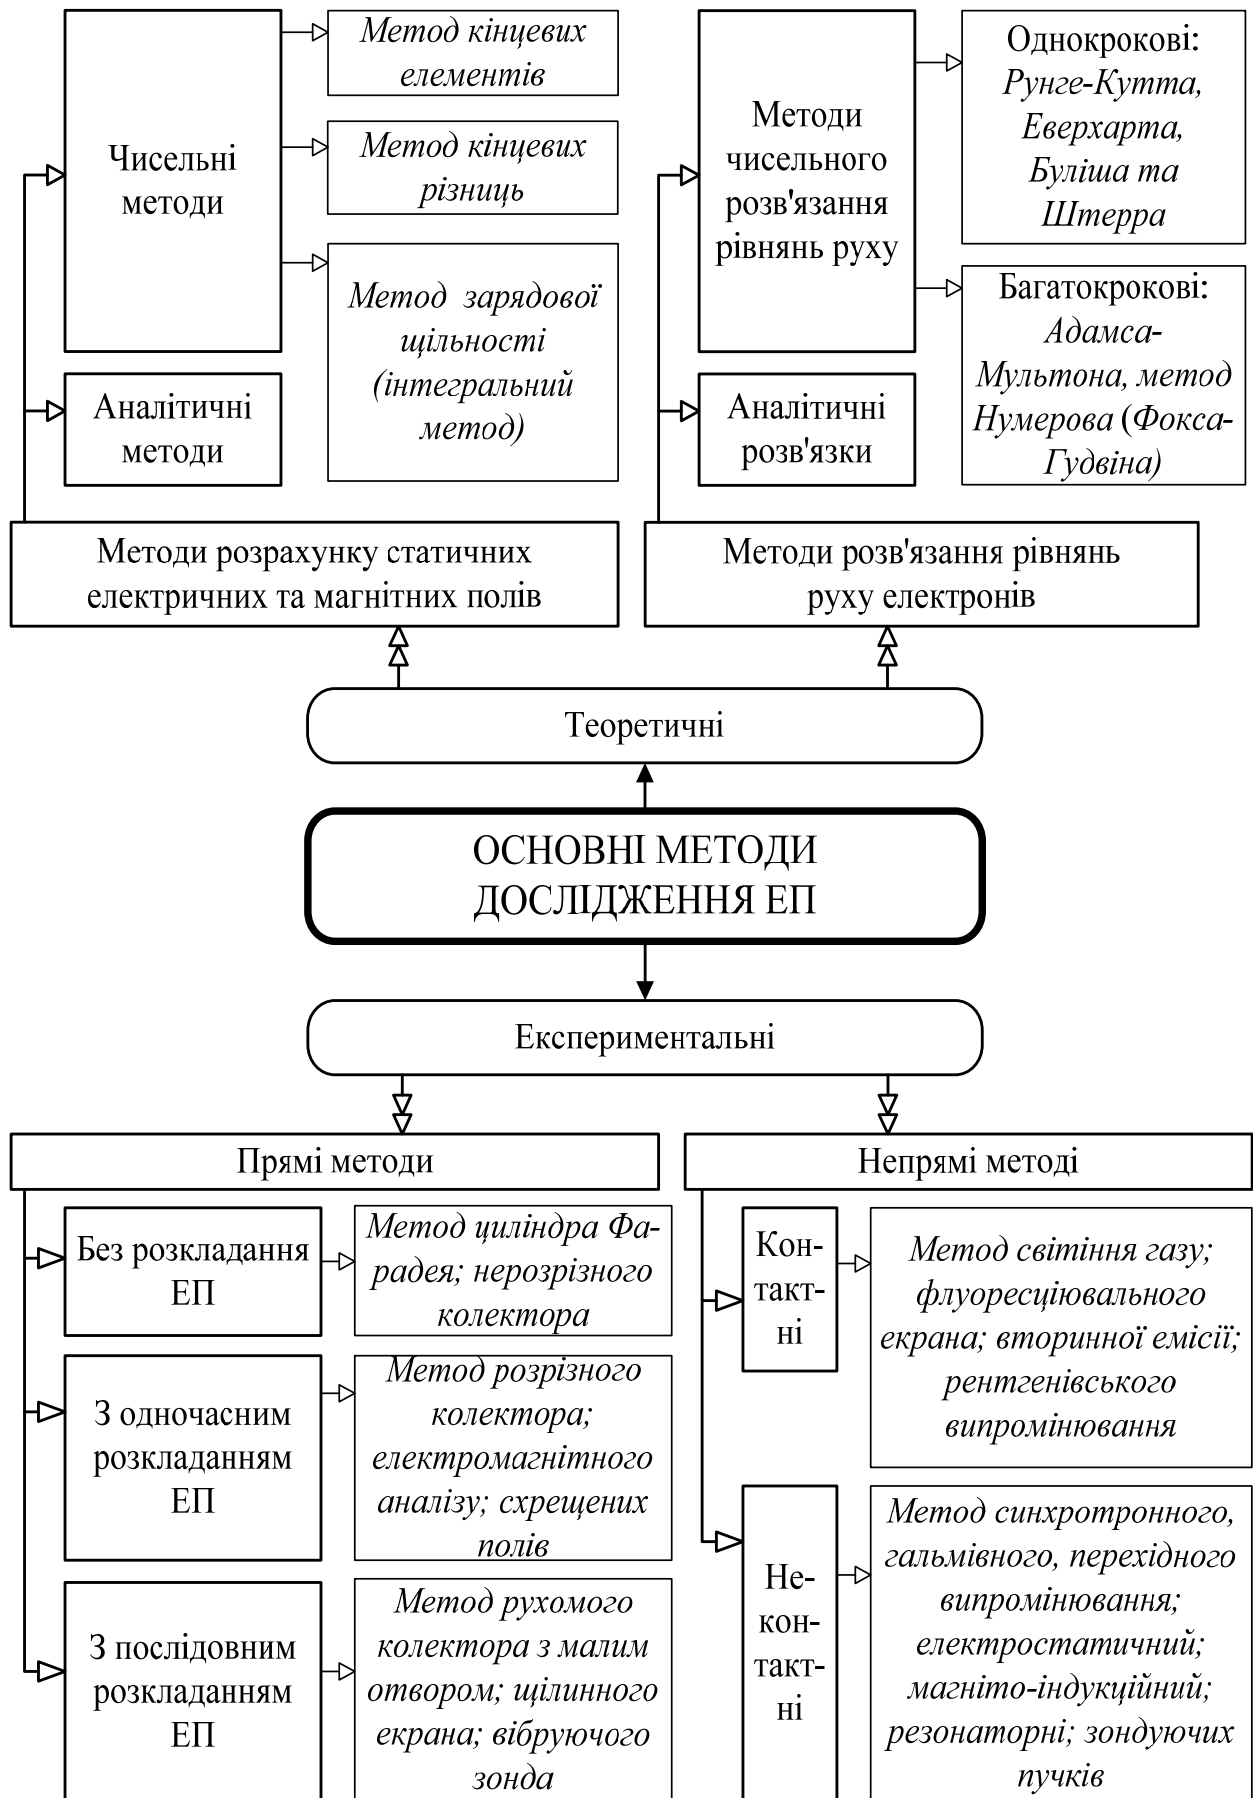 Чисельні
методи
Метод кінцевих
елементів
Метод кінцевих
різниць
Метод зарядової
щільності
(інтегральний
метод)
Аналітичні
методи
Методи розрахунку статичних
електричних та магнітних полів
Методи
чисельного
розв'язання
рівнянь руху
Однокрокові:
Рунге-Кутта,
Еверхарта,
Буліша та
Штерра
Багатокрокові:
Адамса-
Мультона, метод
Нумерова (Фокса-
Гудвіна)
Аналітичні
розв'язки
Методи розв'язання рівнянь
руху електронів
Теоретичні
ОСНОВНІ МЕТОДИ
ДОСЛІДЖЕННЯ ЕП
Експериментальні
Прямі методи
Без розкладання
ЕП
Метод циліндра Фа-
радея; нерозрізного
колектора
З одночасним
розкладанням
ЕП
Метод розрізного
колектора;
електромагнітного
аналізу; схрещених
полів
З послідовним
розкладанням
ЕП
Метод рухомого
колектора з малим
отвором; щілинного
екрана; вібруючого
зонда
Непрямі методі
Кон-
такт-
ні
Метод світіння газу;
флуоресціювального
екрана; вторинної емісії;
рентгенівського
випромінювання
Не-
кон-
такт-
ні
Метод синхротронного,
гальмівного, перехідного
випромінювання;
електростатичний;
магніто-індукційний;
резонаторні; зондуючих
пучків